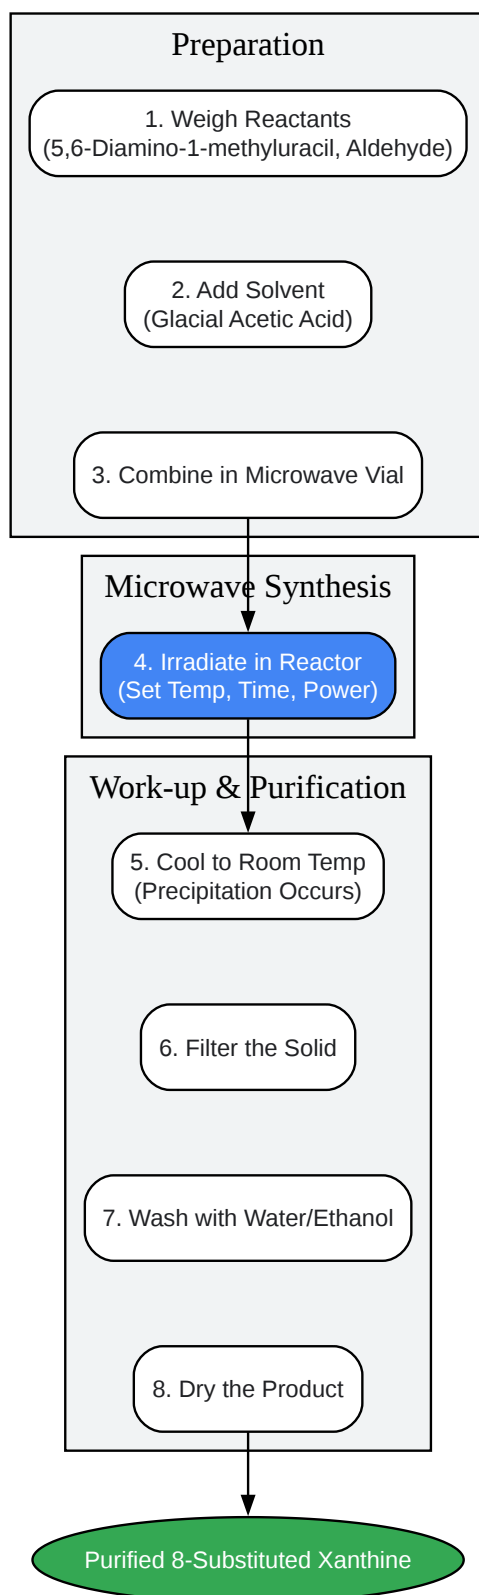 Preparation
1. Weigh Reactants
(5,6-Diamino-1-methyluracil, Aldehyde)
2. Add Solvent
(Glacial Acetic Acid)
3. Combine in Microwave Vial
Microwave Synthesis
4. Irradiate in Reactor
(Set Temp, Time, Power)
Work-up & Purification
5. Cool to Room Temp
(Precipitation Occurs)
6. Filter the Solid
7. Wash with Water/Ethanol
8. Dry the Product
Purified 8-Substituted Xanthine